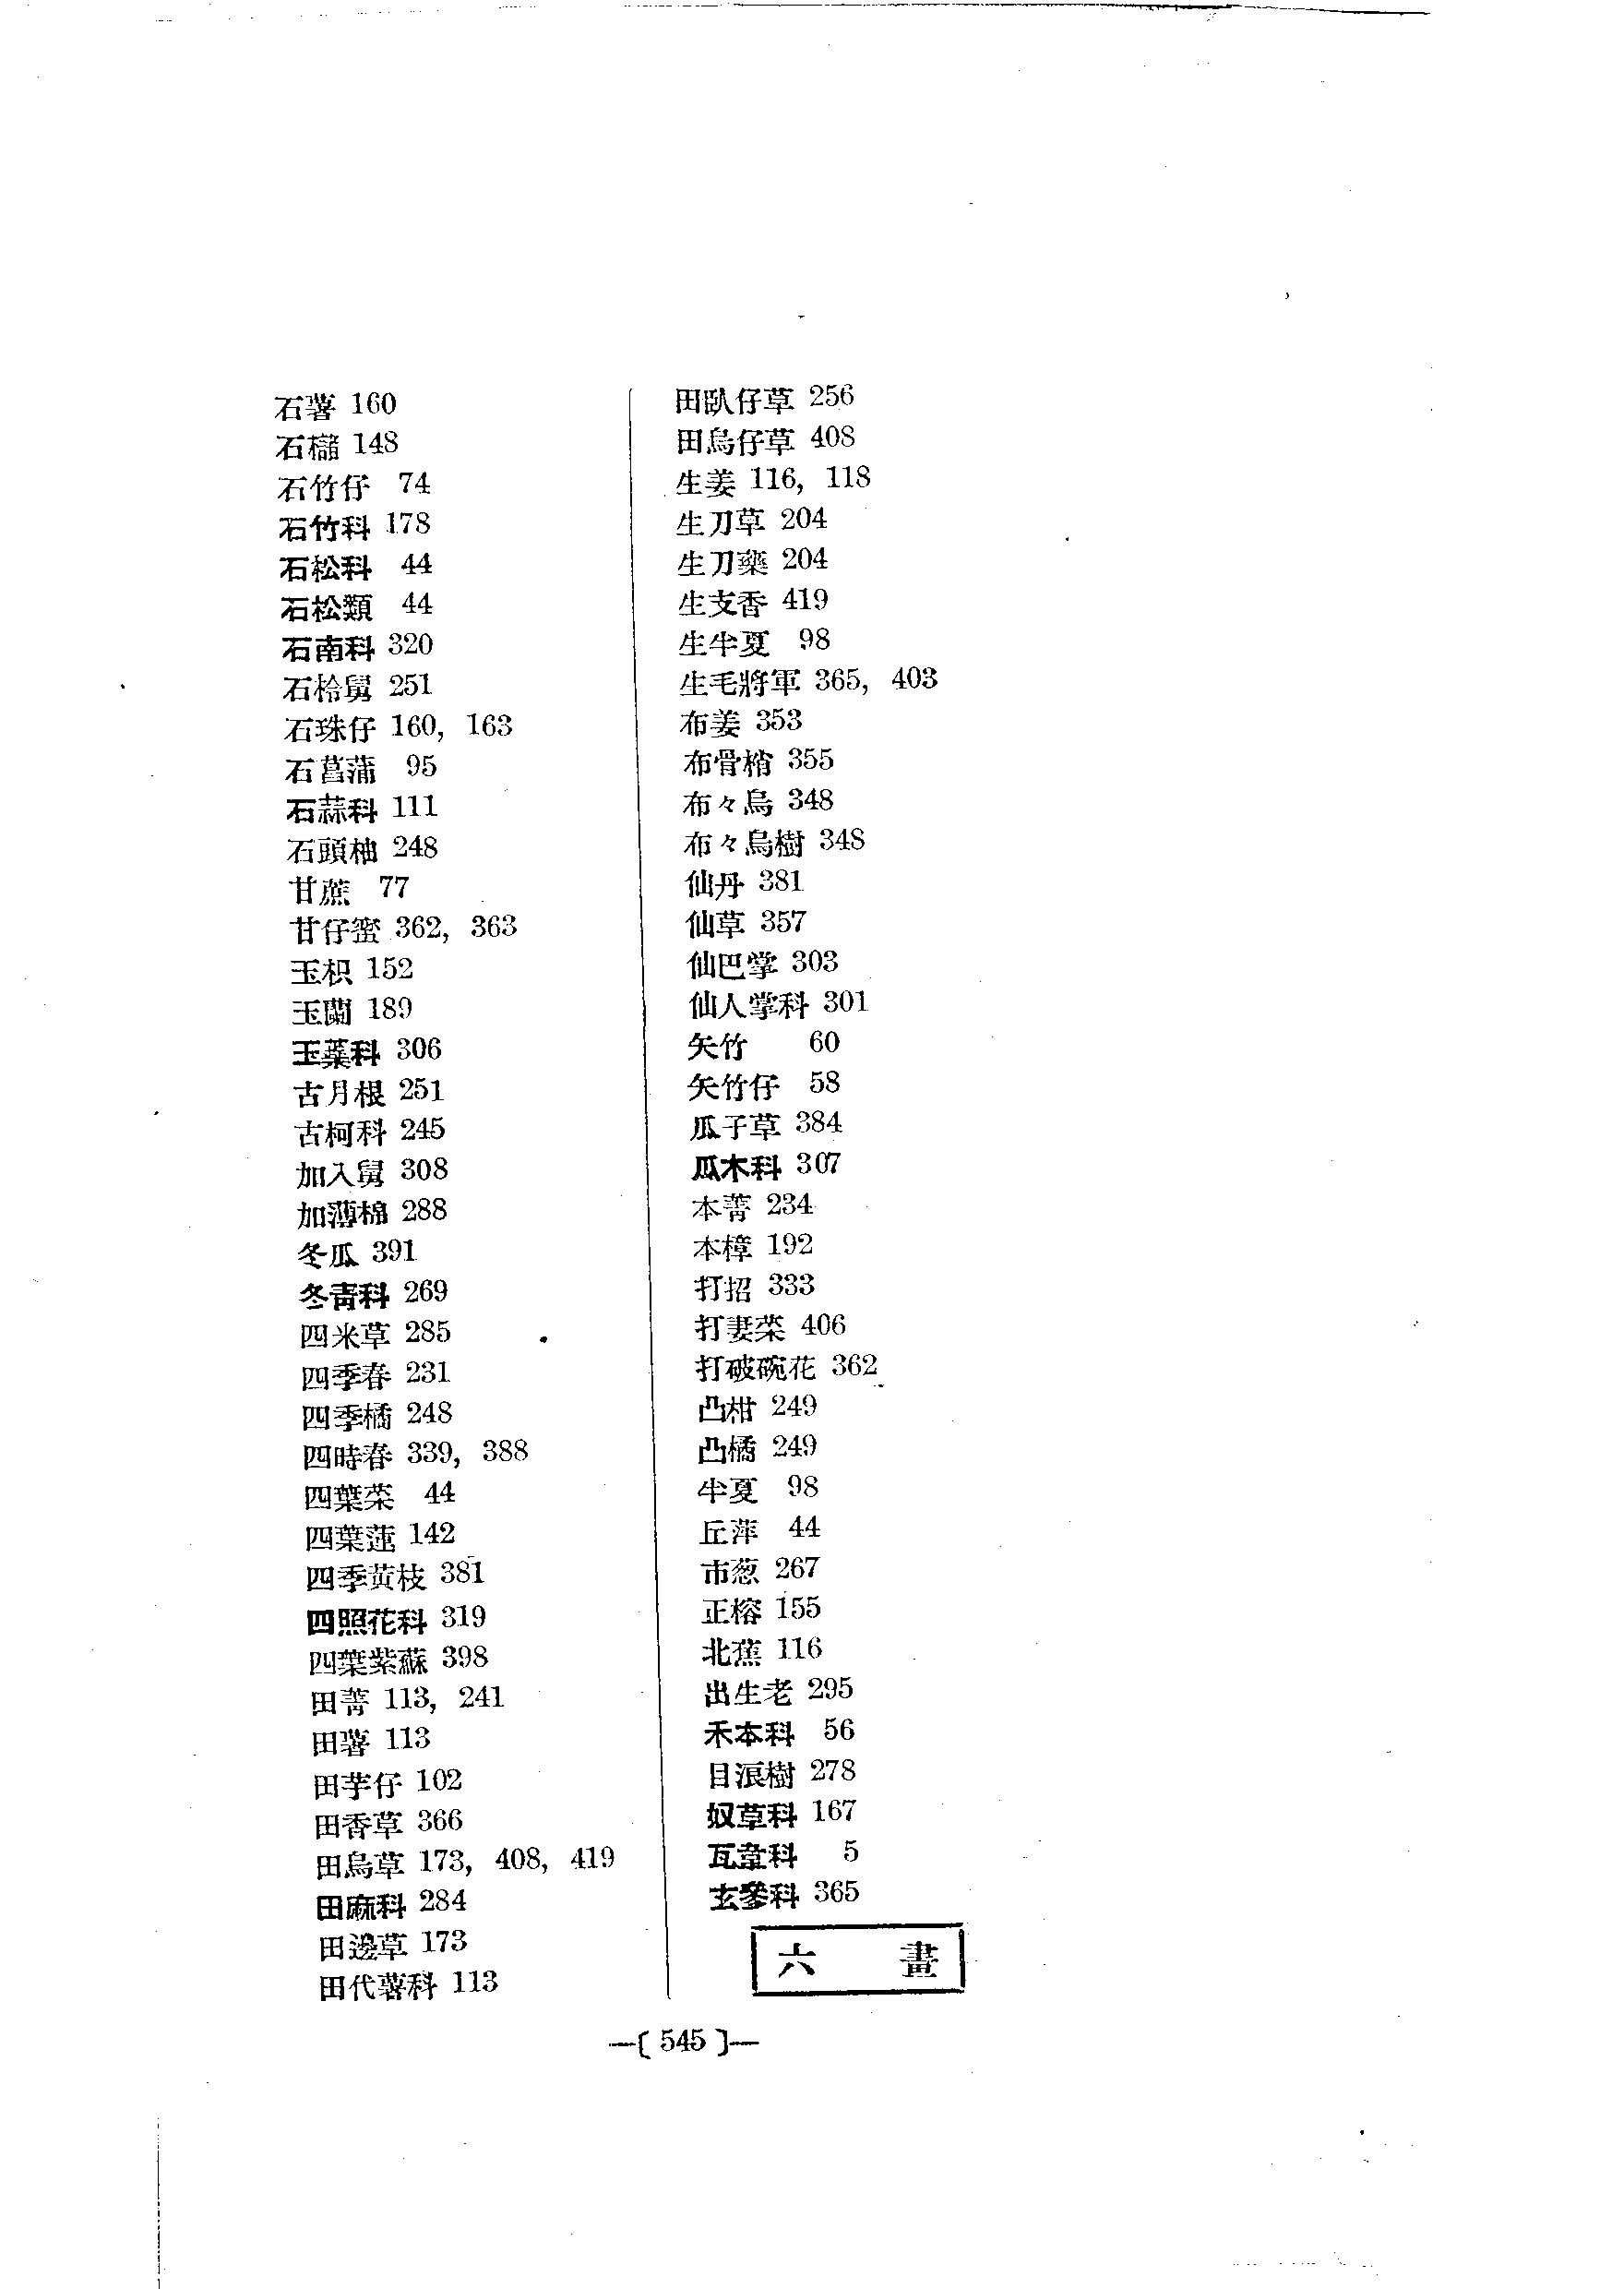 石薯 160
石櫧 148
石竹仔 74
石竹科 178
石松科 44
石松類 44
石南科 320
石柃舅 251
石珠仔 160, 163
石菖蒲 95
石蒜科 111
石頭柚 248
甘蔗 77
甘仔蜜 362, 363
玉枳 152
玉蘭 189
玉蕊科 306
古月根 251
古柯科 245
加入舅 308
加薄棉 288
冬瓜 391
冬青科 269
四米草 285
四季春 231
四季橘 248
四時春 339, 388
四葉菜 44
四葉蓮 142
四季黃枝 381
四照花科 319
四葉紫蘇 398
田菁 113, 241
田薯 113
田芋仔 102
田香草 366
田烏草 173, 408, 419
田麻科 284
田邊草 173
田代薯科 113
田臥仔草 256
田烏仔草 408
生姜 116, 118
生刀草 204
生刀藥 204
生支香 419
生半夏 98
生毛將軍 365, 403
布姜 353
布骨梢 355
布々烏 348
布々烏樹 348
仙丹 381
仙草 357
仙巴掌 303
仙人掌科 301
矢竹 60
矢竹仔 58
瓜子草 384
瓜木科 307
本菁 234
本樟 192
打招 333
打妻菜 406
打破碗花 362
凸柑 249
凸橘 249
半夏 98
丘萍 44
市葱 267
正榕 155
北蕉 116
出生老 295
禾本科 56
目浪樹 278
奴草科 167
瓦葦科 5
玄參科 365
六 畫
—〔 545 〕—